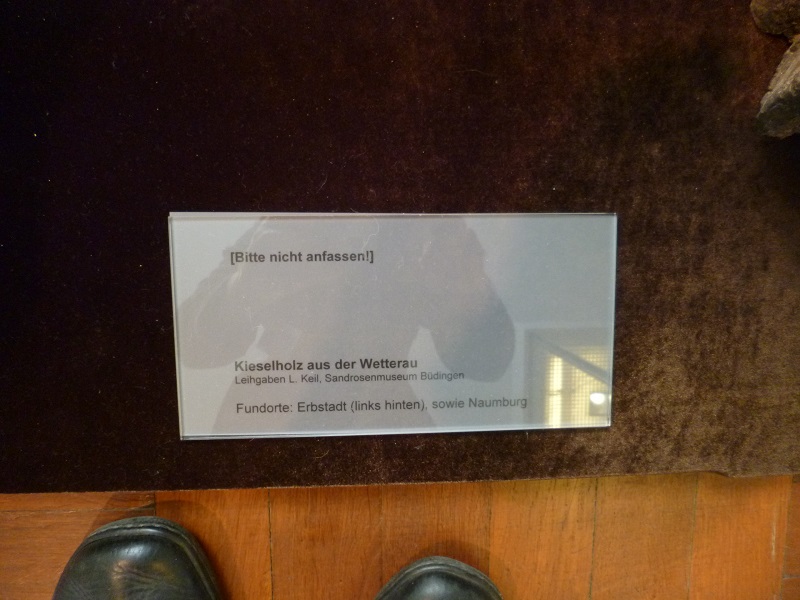 [Bitte nicht anfassen!]
Kieselholz aus der Wetterau
Leihgaben L. Keil, Sandrosenmuseum Büdingen
Fundorte: Erbstadt (links hinten), sowie Naumburg